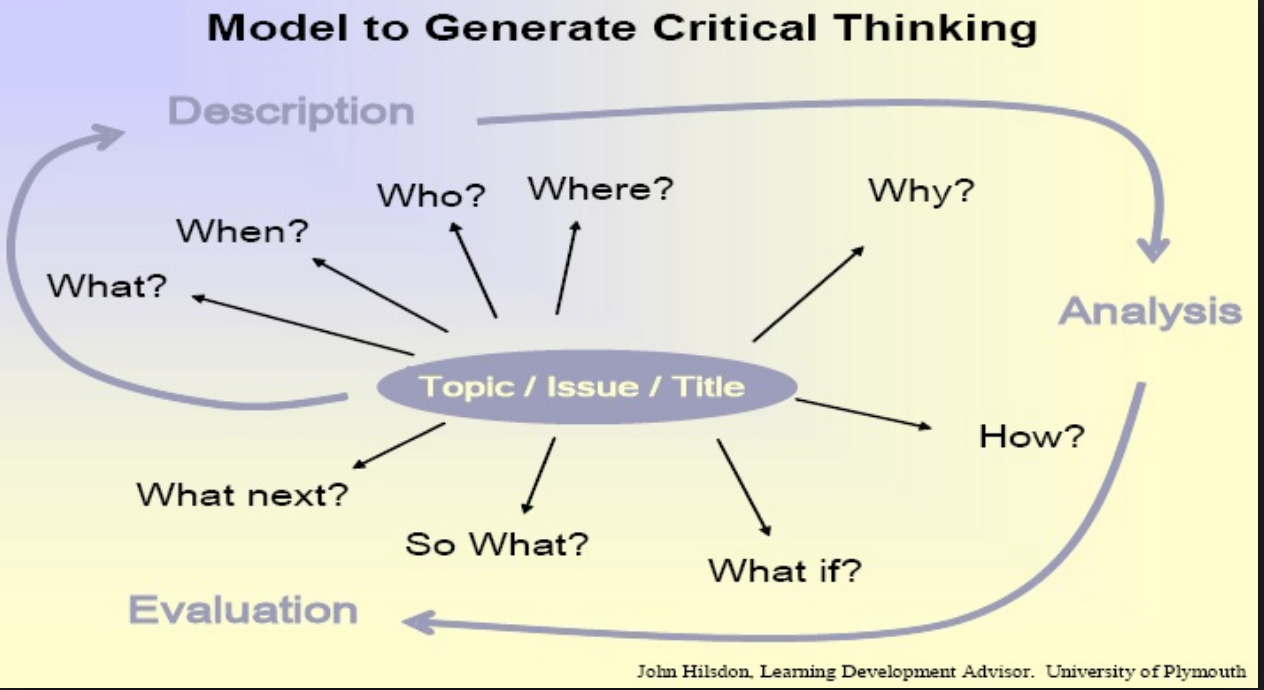 Model to Generate Critical Thinking
Description
Who?
Where?
Why?
When?
What?
Analysis
Topic / Issue / Title
How?
What next?
So What?
What if?
Evaluation
John Hilsdon, Learning Development Advisor. University of Plymouth